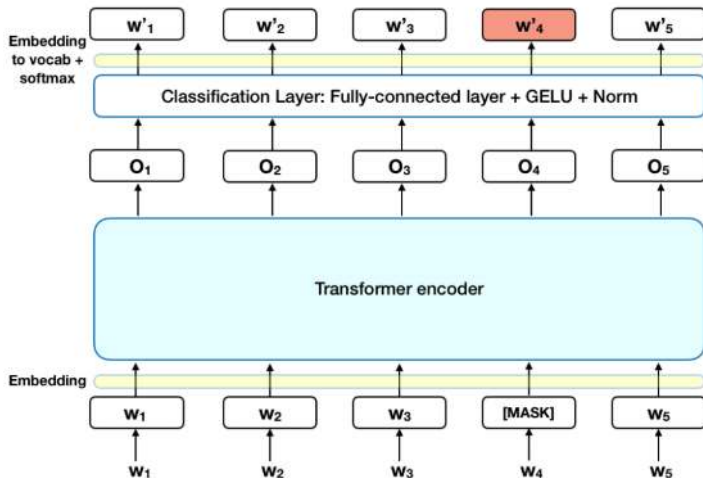 w'1 w'2 w'3 w'4 w'5
Embedding
to vocab +
softmax
Classification Layer: Fully-connected layer + GELU + Norm
O1 O2 O3 O4 O5
Transformer encoder
Embedding
W1 W2 W3 [MASK] W5
W1 W2 W3 W4 W5